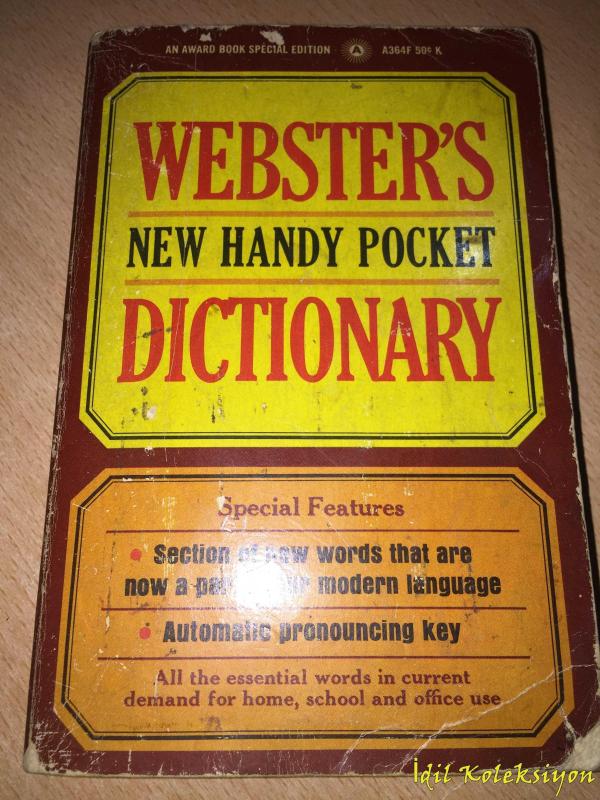 AN AWARD BOOK SPECIAL EDITION A A364F 50¢ K
WEBSTER'S
NEW HANDY POCKET
DICTIONARY
Special Features
• Section of new words that are
now a part modern language
• Automatic pronouncing key
All the essential words in current
demand for home, school and office use
İdil Koleksiyon